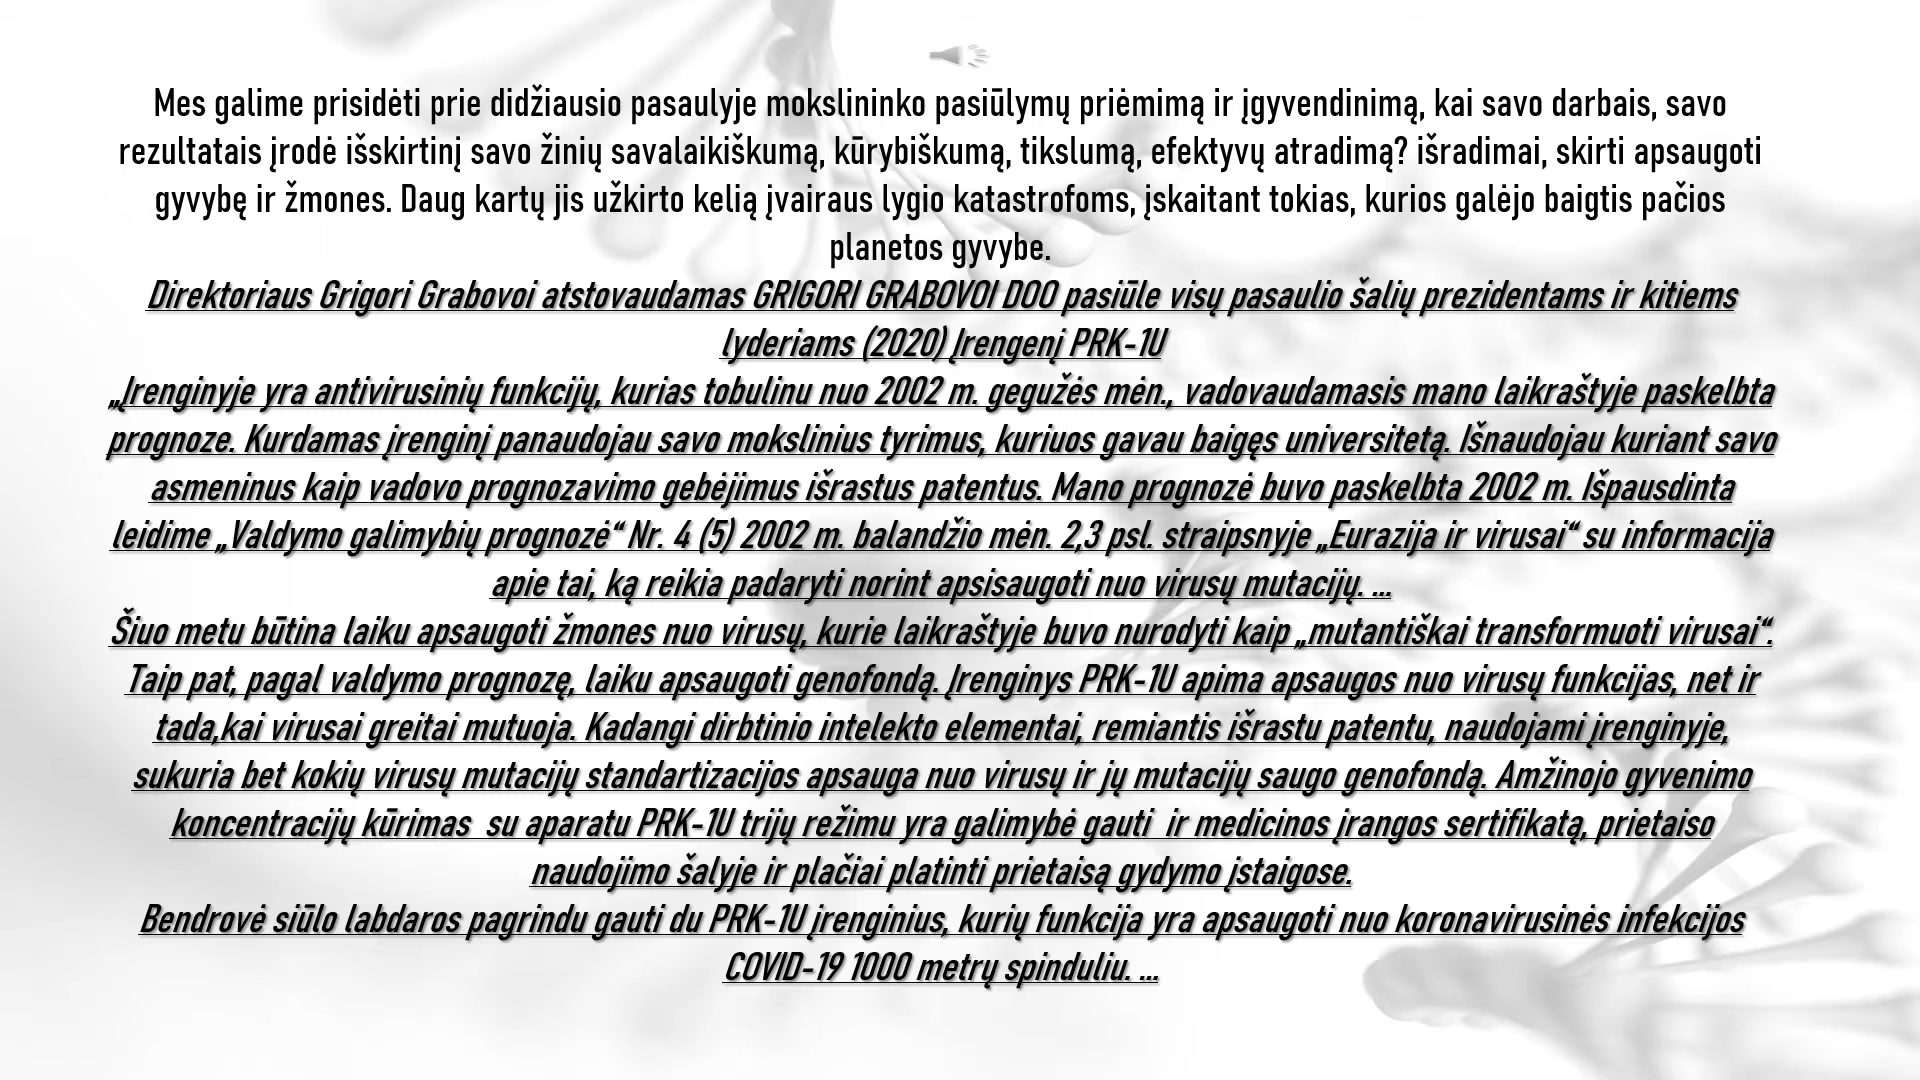 Mes galime prisidėti prie didžiausio pasaulyje mokslininko pasiūlymų priėmimą ir įgyvendinimą, kai savo darbais, savo
rezultatais įrodė išskirtinį savo žinių savalaikiškumą, kūrybiškumą, tikslumą, efektyvų atradimą? išradimai, skirti apsaugoti
gyvybę ir žmones. Daug kartų jis užkirto kelią įvairaus lygio katastrofoms, įskaitant tokias, kurios galėjo baigtis pačios
planetos gyvybe.
Direktoriaus Grigori Grabovoi atstovaudamas GRIGORI GRABOVOI DOO pasiūle visų pasaulio šalių prezidentams ir kitiems
lyderiams (2020) Įrengenį PRK-1U
„Įrenginyje yra antivirusinių funkcijų, kurias tobulinu nuo 2002 m. gegužės mėn., vadovaudamasis mano laikraštyje paskelbta
prognoze. Kurdamas įrenginį panaudojau savo mokslinius tyrimus, kuriuos gavau baigęs universitetą. Išnaudojau kuriant savo
asmeninus kaip vadovo prognozavimo gebėjimus išrastus patentus. Mano prognozė buvo paskelbta 2002 m. Išpausdinta
leidime „Valdymo galimybių prognozė“ Nr. 4 (5) 2002 m. balandžio mėn. 2,3 psl. straipsnyje „Eurazija ir virusai“ su informacija
apie tai, ką reikia padaryti norint apsisaugoti nuo virusų mutacijų. ...
Šiuo metu būtina laiku apsaugoti žmones nuo virusų, kurie laikraštyje buvo nurodyti kaip „mutantiškai transformuoti virusai“.
Taip pat, pagal valdymo prognozę, laiku apsaugoti genofondą. Įrenginys PRK-1U apima apsaugos nuo virusų funkcijas, net ir
tada,kai virusai greitai mutuoja. Kadangi dirbtinio intelekto elementai, remiantis išrastu patentu, naudojami įrenginyje,
sukuria bet kokių virusų mutacijų standartizacijos apsauga nuo virusų ir jų mutacijų saugo genofondą. Amžinojo gyvenimo
koncentracijų kūrimas  su aparatu PRK-1U trijų režimu yra galimybė gauti  ir medicinos įrangos sertifikatą, prietaiso
naudojimo šalyje ir plačiai platinti prietaisą gydymo įstaigose.
Bendrovė siūlo labdaros pagrindu gauti du PRK-1U įrenginius, kurių funkcija yra apsaugoti nuo koronavirusinės infekcijos
COVID-19 1000 metrų spinduliu. ...